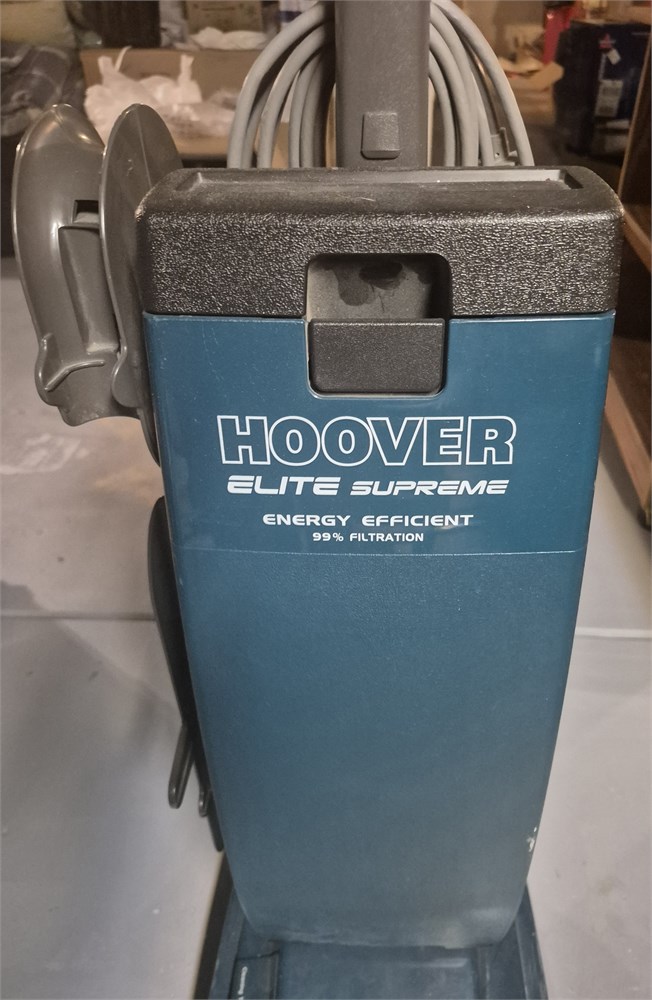 HOOVER
ELITE SUPREME
ENERGY EFFICIENT
99% FILTRATION